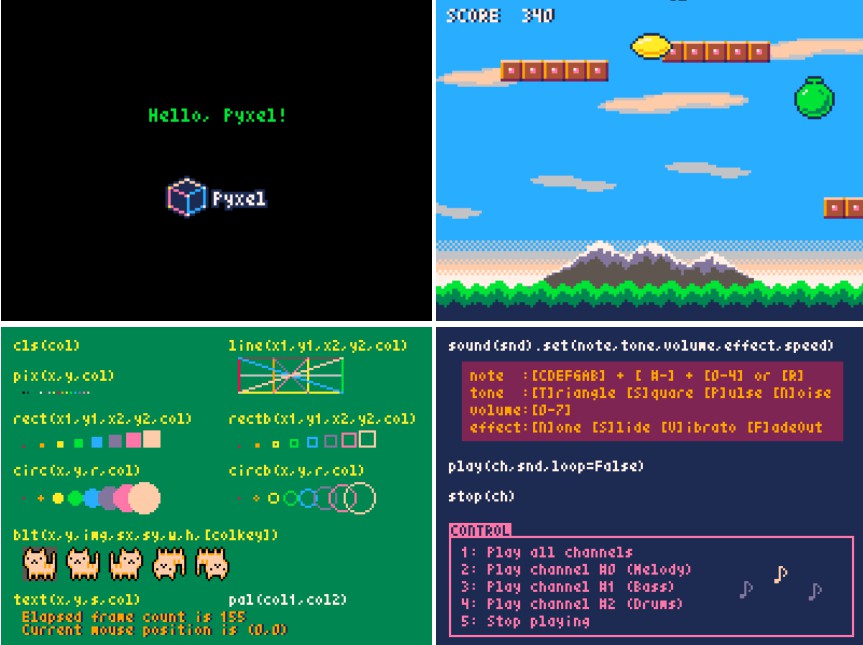 Hello, Pyxel!
Pyxel
SCORE 340
cls(col)
line(x1,y1,x2,y2,col)
pix(x,y,col)
rect(x1,y1,x2,y2,col)
rectb(x1,y1,x2,y2,col)
circ(x,y,r,col)
circb(x,y,r,col)
blt(x,y,img,sx,sy,w,h,[colkey])
text(x,y,s,col)
pal(col1,col2)
Elapsed frame count is 155
Current mouse position is (0,0)
sound(snd).set(note,tone,volume,effect,speed)
note :[CDEFGAB] + [ #-] + [0-4] or [R]
tone :[T]riangle [S]quare [P]ulse [N]oise
volume:[0-7]
effect:[N]one [S]lide [V]ibrato [F]adeOut
play(ch,snd,loop=False)
stop(ch)
CONTROL
1: Play all channels
2: Play channel #0 (Melody)
3: Play channel #1 (Bass)
4: Play channel #2 (Drums)
5: Stop playing